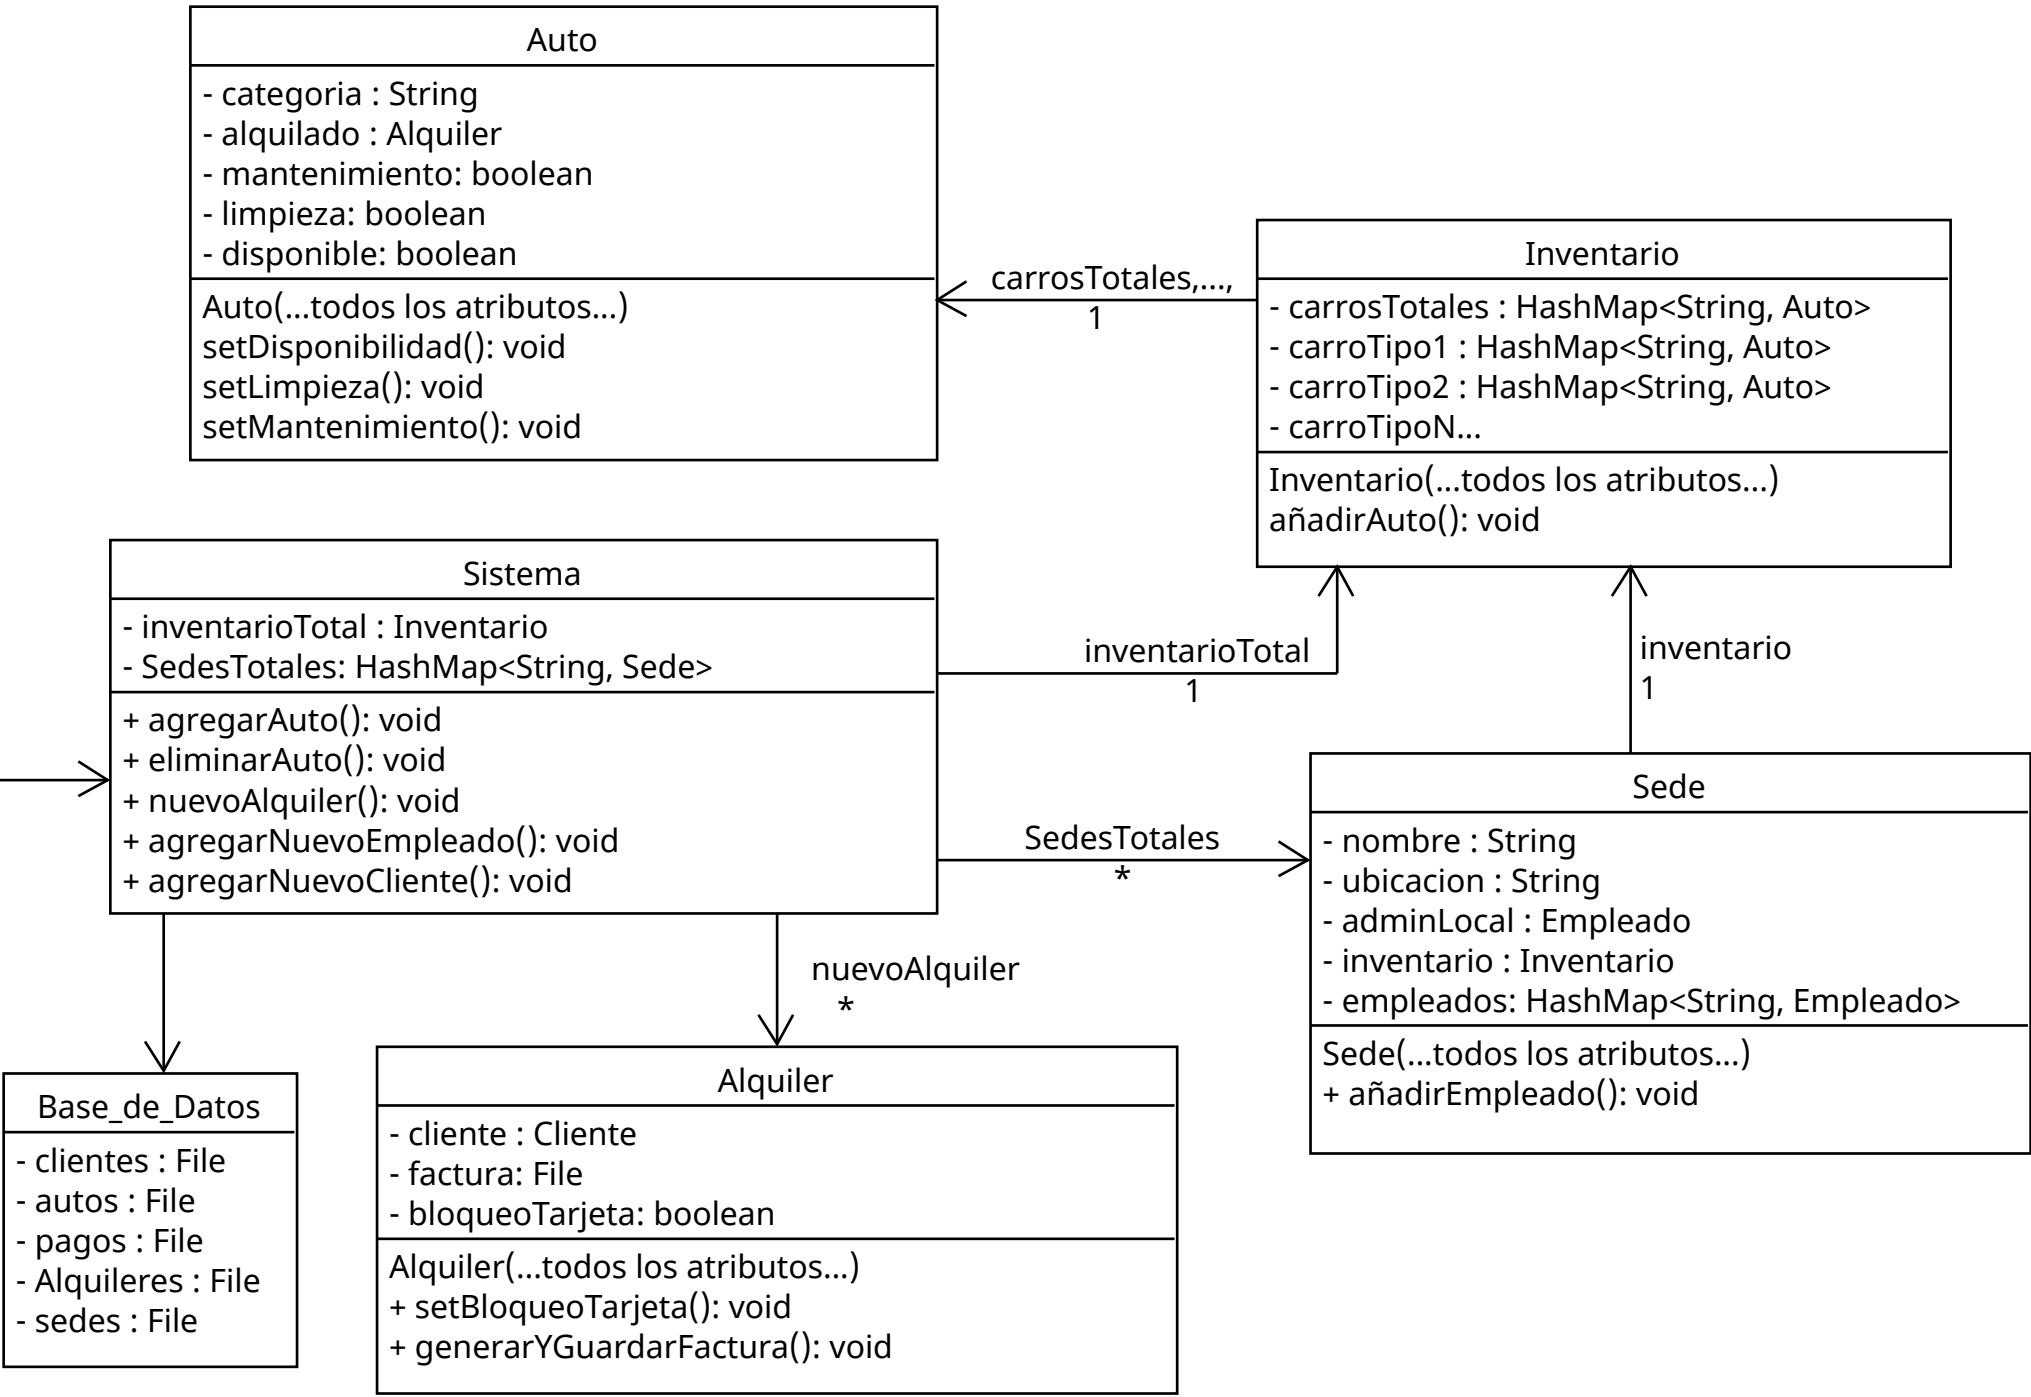 Auto
- categoria : String
- alquilado : Alquiler
- mantenimiento: boolean
- limpieza: boolean
- disponible: boolean
Auto(...todos los atributos...)
setDisponibilidad(): void
setLimpieza(): void
setMantenimiento(): void
carrosTotales,...,
1
Inventario
- carrosTotales : HashMap<String, Auto>
- carroTipo1 : HashMap<String, Auto>
- carroTipo2 : HashMap<String, Auto>
- carroTipoN...
Inventario(...todos los atributos...)
añadirAuto(): void
Sistema
- inventarioTotal : Inventario
- SedesTotales: HashMap<String, Sede>
+ agregarAuto(): void
+ eliminarAuto(): void
+ nuevoAlquiler(): void
+ agregarNuevoEmpleado(): void
+ agregarNuevoCliente(): void
inventarioTotal
1
inventario
1
SedesTotales
*
Sede
- nombre : String
- ubicacion : String
- adminLocal : Empleado
- inventario : Inventario
- empleados: HashMap<String, Empleado>
Sede(...todos los atributos...)
+ añadirEmpleado(): void
nuevoAlquiler
*
Base_de_Datos
- clientes : File
- autos : File
- pagos : File
- Alquileres : File
- sedes : File
Alquiler
- cliente : Cliente
- factura: File
- bloqueoTarjeta: boolean
Alquiler(...todos los atributos...)
+ setBloqueoTarjeta(): void
+ generarYGuardarFactura(): void